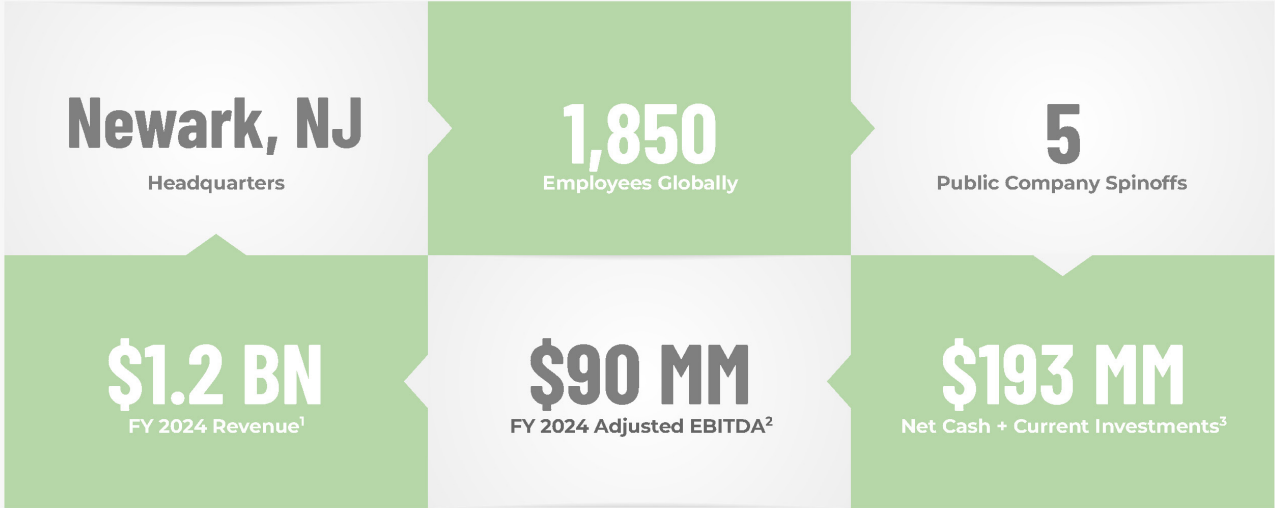 Newark, NJ
Headquarters
1,850
Employees Globally
5
Public Company Spinoffs
$1.2 BN
FY 2024 Revenue¹
$90 MM
FY 2024 Adjusted EBITDA²
$193 MM
Net Cash + Current Investments³